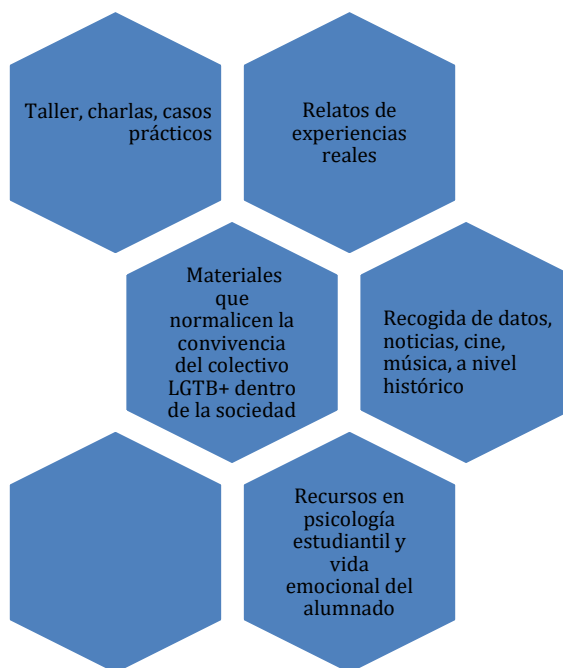 Taller, charlas, casos
prácticos
Relatos de
experiencias
reales
Materiales
que
normalicen la
convivencia
del colectivo
LGTB+ dentro
de la sociedad
Recogida de datos,
noticias, cine,
música, a nivel
histórico
Recursos en
psicología
estudiantil y
vida
emocional del
alumnado